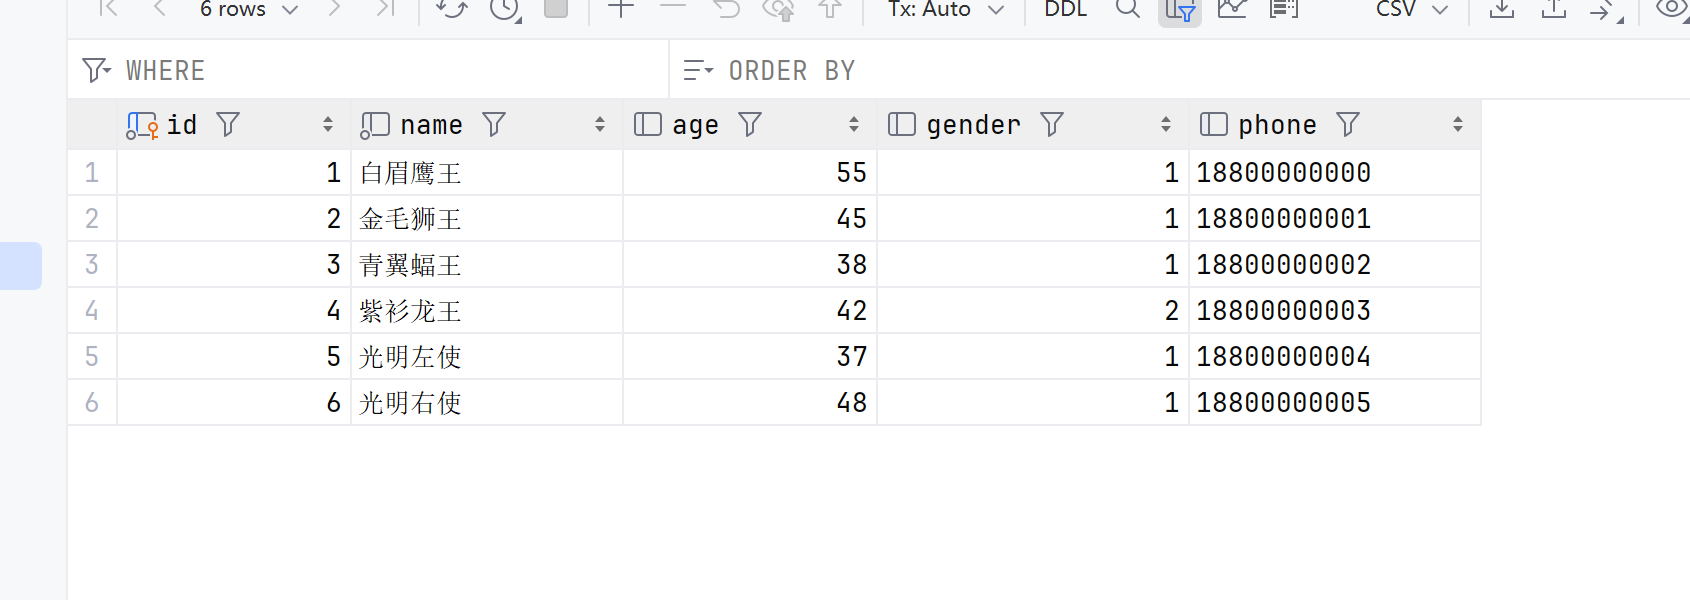 6 rows Tx: Auto DDL CSV
WHERE ORDER BY
id name age gender phone
1 1 白眉鹰王 55 1 18800000000
2 2 金毛狮王 45 1 18800000001
3 3 青翼蝠王 38 1 18800000002
4 4 紫衫龙王 42 2 18800000003
5 5 光明左使 37 1 18800000004
6 6 光明右使 48 1 18800000005